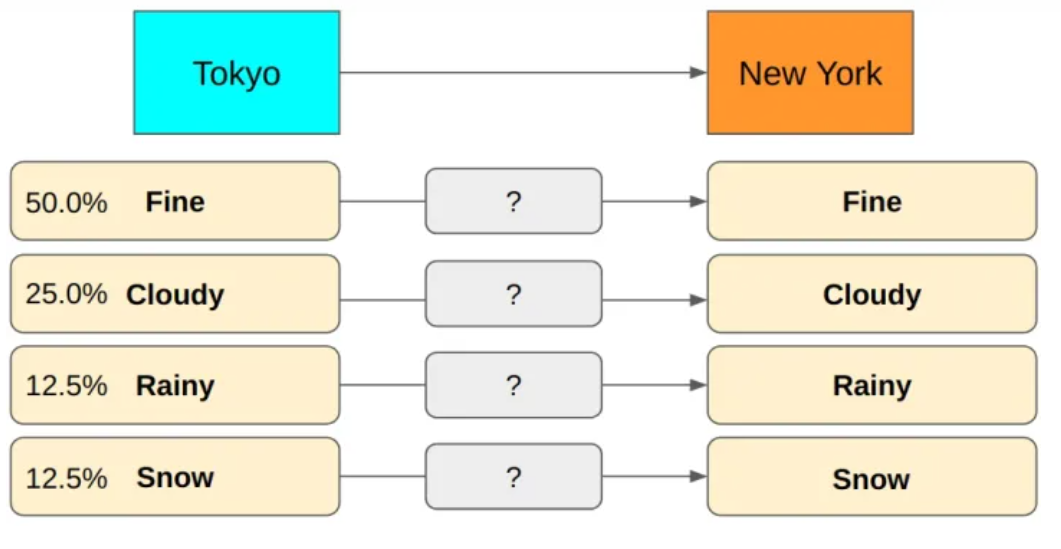 Tokyo New York
50.0% Fine ? Fine
25.0% Cloudy ? Cloudy
12.5% Rainy ? Rainy
12.5% Snow ? Snow